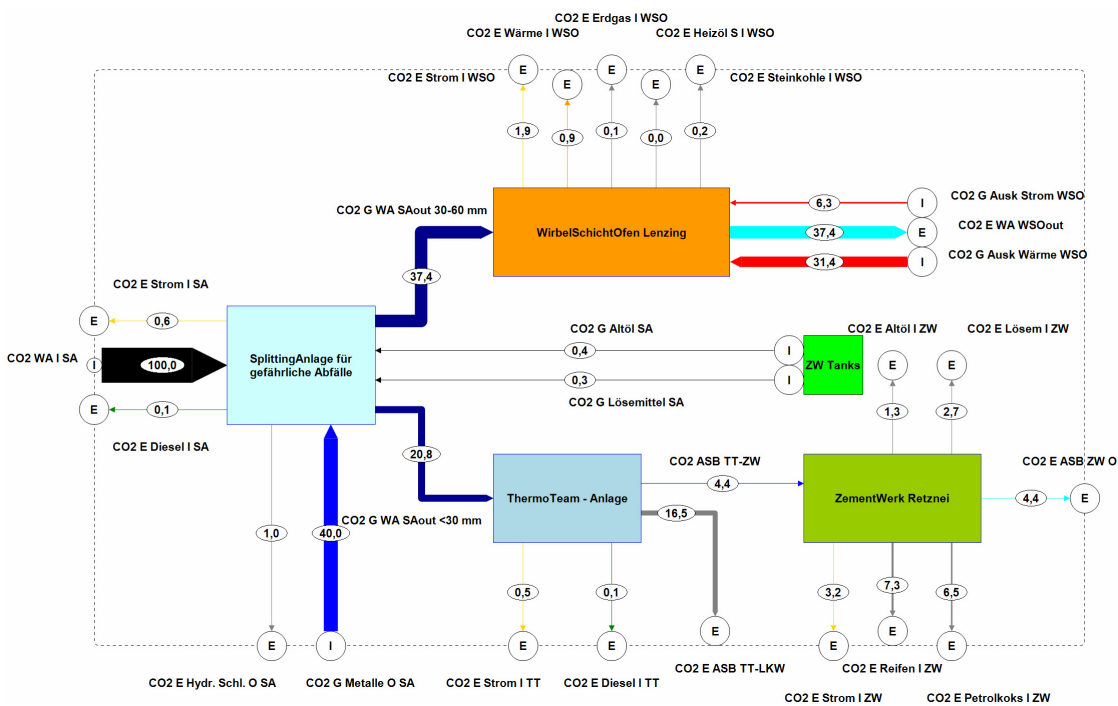 CO2 E Erdgas I WSO
CO2 E Wärme I WSO
CO2 E Heizöl S I WSO
CO2 E Strom I WSO
E
E
E
E
E
CO2 E Steinkohle I WSO
1,9
0,9
0,1
0,0
0,2
CO2 G WA SAout 30-60 mm
WirbelSchichtOfen Lenzing
6,3
I
CO2 G Ausk Strom WSO
37,4
E
CO2 E WA WSOout
31,4
I
CO2 G Ausk Wärme WSO
37,4
CO2 E Strom I SA
E
0,6
CO2 WA I SA
I
100,0
E
0,1
CO2 E Diesel I SA
SplittingAnlage für
gefährliche Abfälle
CO2 G Altöl SA
0,4
I
0,3
I
CO2 G Lösemittel SA
ZW Tanks
CO2 E Altöl I ZW
CO2 E Lösem I ZW
E
E
1,3
2,7
20,8
CO2 G WA SAout <30 mm
ThermoTeam - Anlage
CO2 ASB TT-ZW
4,4
16,5
ZementWerk Retznei
CO2 E ASB ZW O
4,4
E
1,0
40,0
0,5
0,1
3,2
7,3
6,5
E
I
E
E
E
E
E
E
CO2 E Hydr. Schl. O SA
CO2 G Metalle O SA
CO2 E Strom I TT
CO2 E Diesel I TT
CO2 E ASB TT-LKW
CO2 E Reifen I ZW
CO2 E Strom I ZW
CO2 E Petrolkoks I ZW